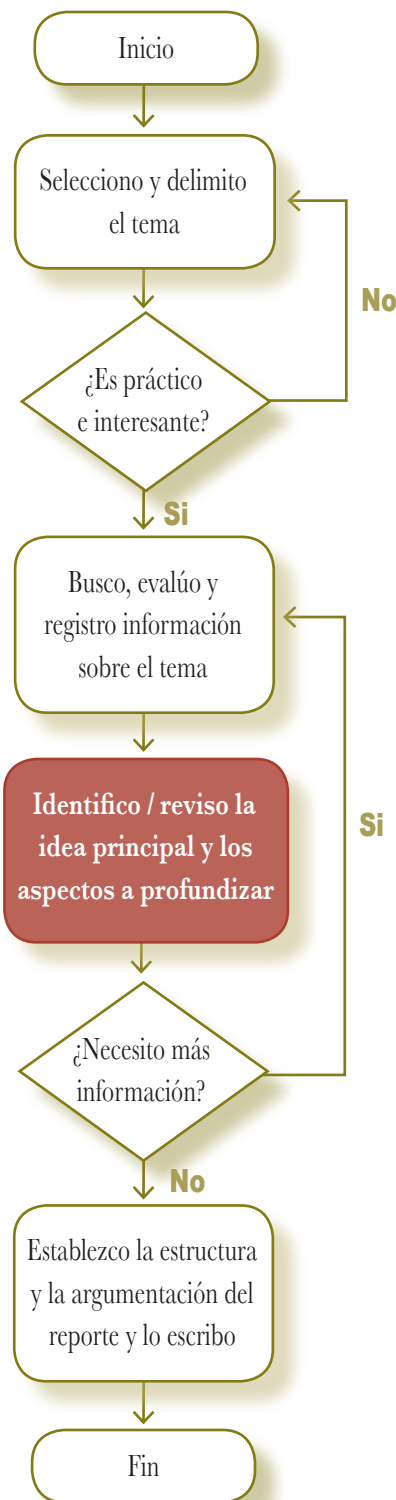 Inicio
Selecciono y delimito
el tema
No
¿Es práctico
e interesante?
Si
Busco, evalúo y
registro información
sobre el tema
Identifico / reviso la
idea principal y los
aspectos a profundizar
Si
¿Necesito más
información?
No
Establezco la estructura
y la argumentación del
reporte y lo escribo
Fin